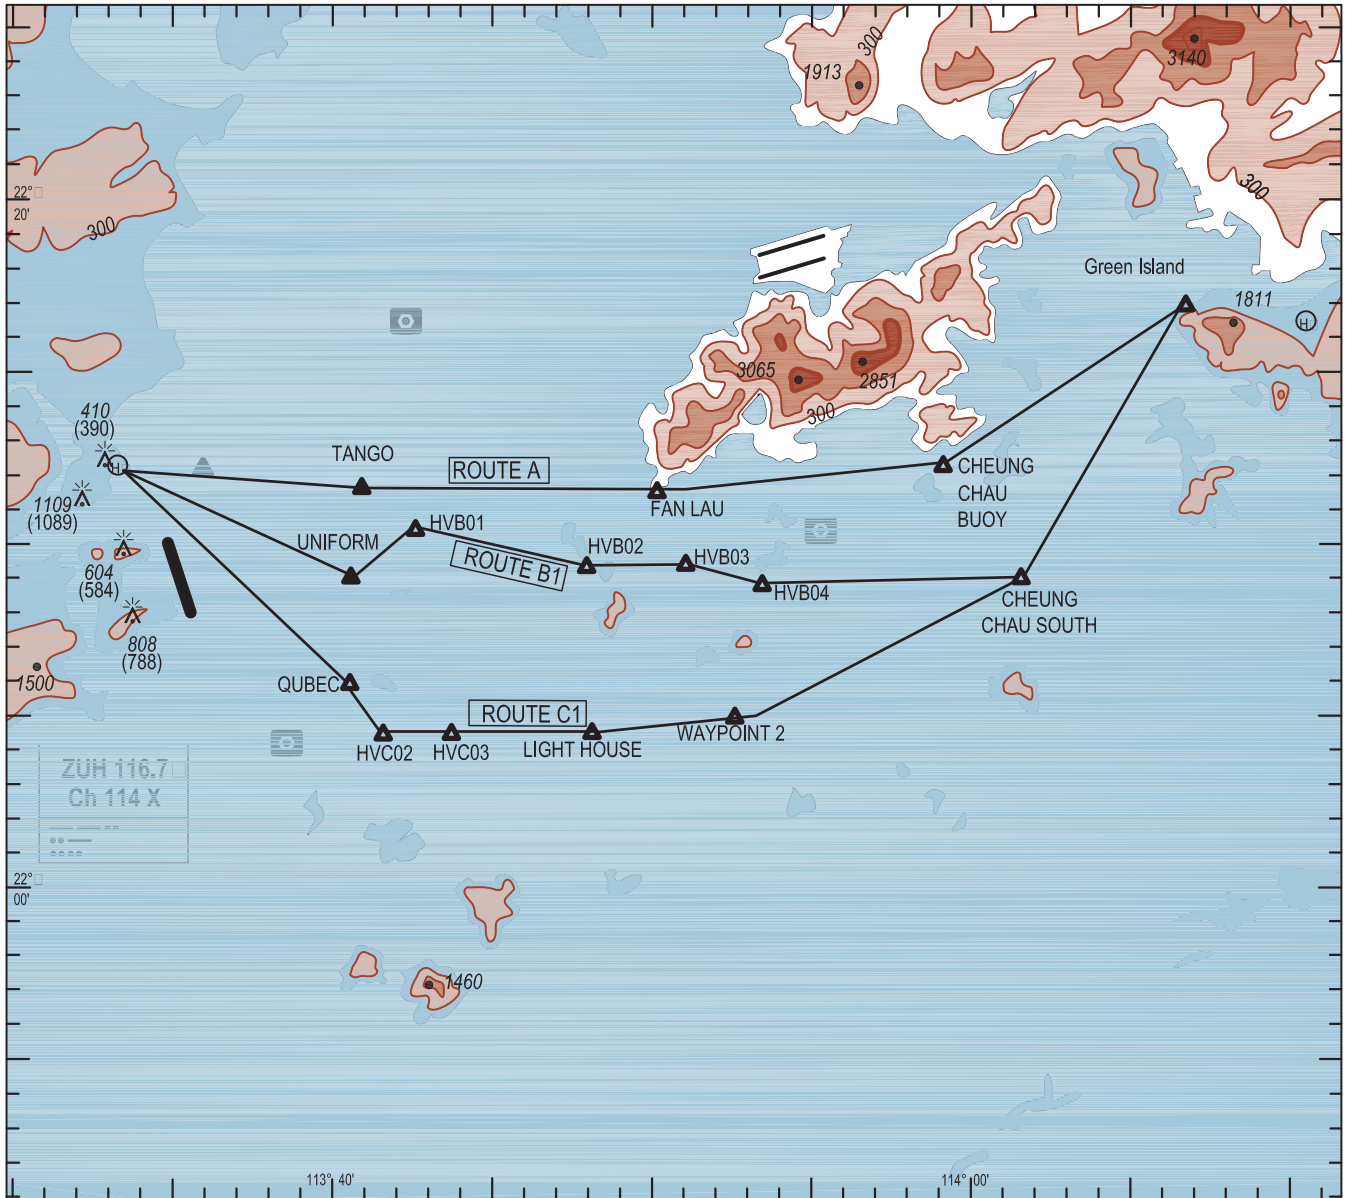 300
1913
3140
22°
20'
300
300
Green Island
1811
H
410
(390)
3065
2851
300
TANGO
ROUTE A
H
CHEUNG
CHAU
BUOY
1109
(1089)
FAN LAU
HVB01
UNIFORM
ROUTE B1
HVB02
HVB03
HVB04
604
(584)
CHEUNG
CHAU SOUTH
808
(788)
1500
QUBEC
ROUTE C1
HVC02
HVC03
LIGHT HOUSE
WAYPOINT 2
ZUH 116.7
Ch 114 X
22°
00'
1460
113° 40'
114° 00'